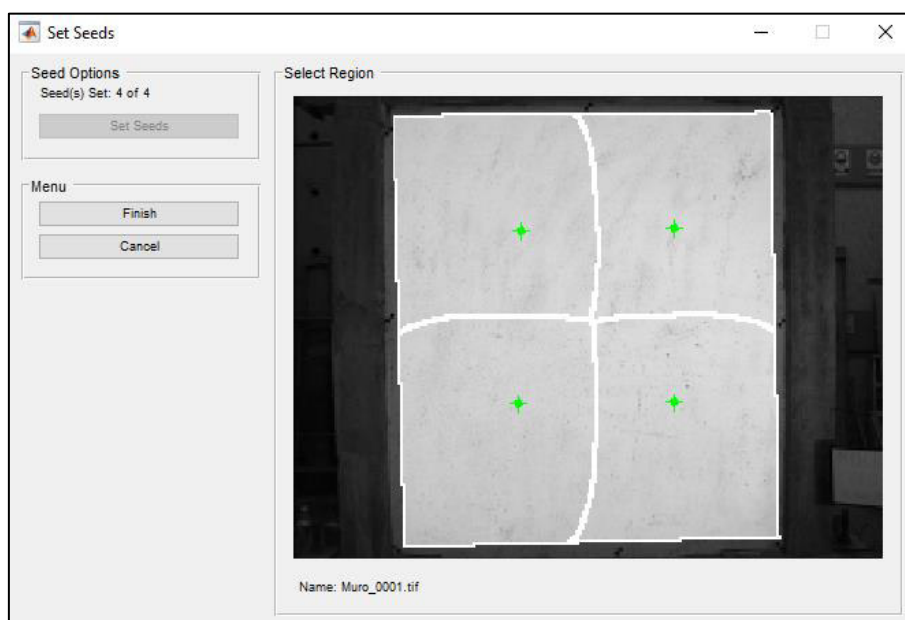 Set Seeds
Seed Options
Seed(s) Set: 4 of 4
Set Seeds
Menu
Finish
Cancel
Select Region
Name: Muro_0001.tif